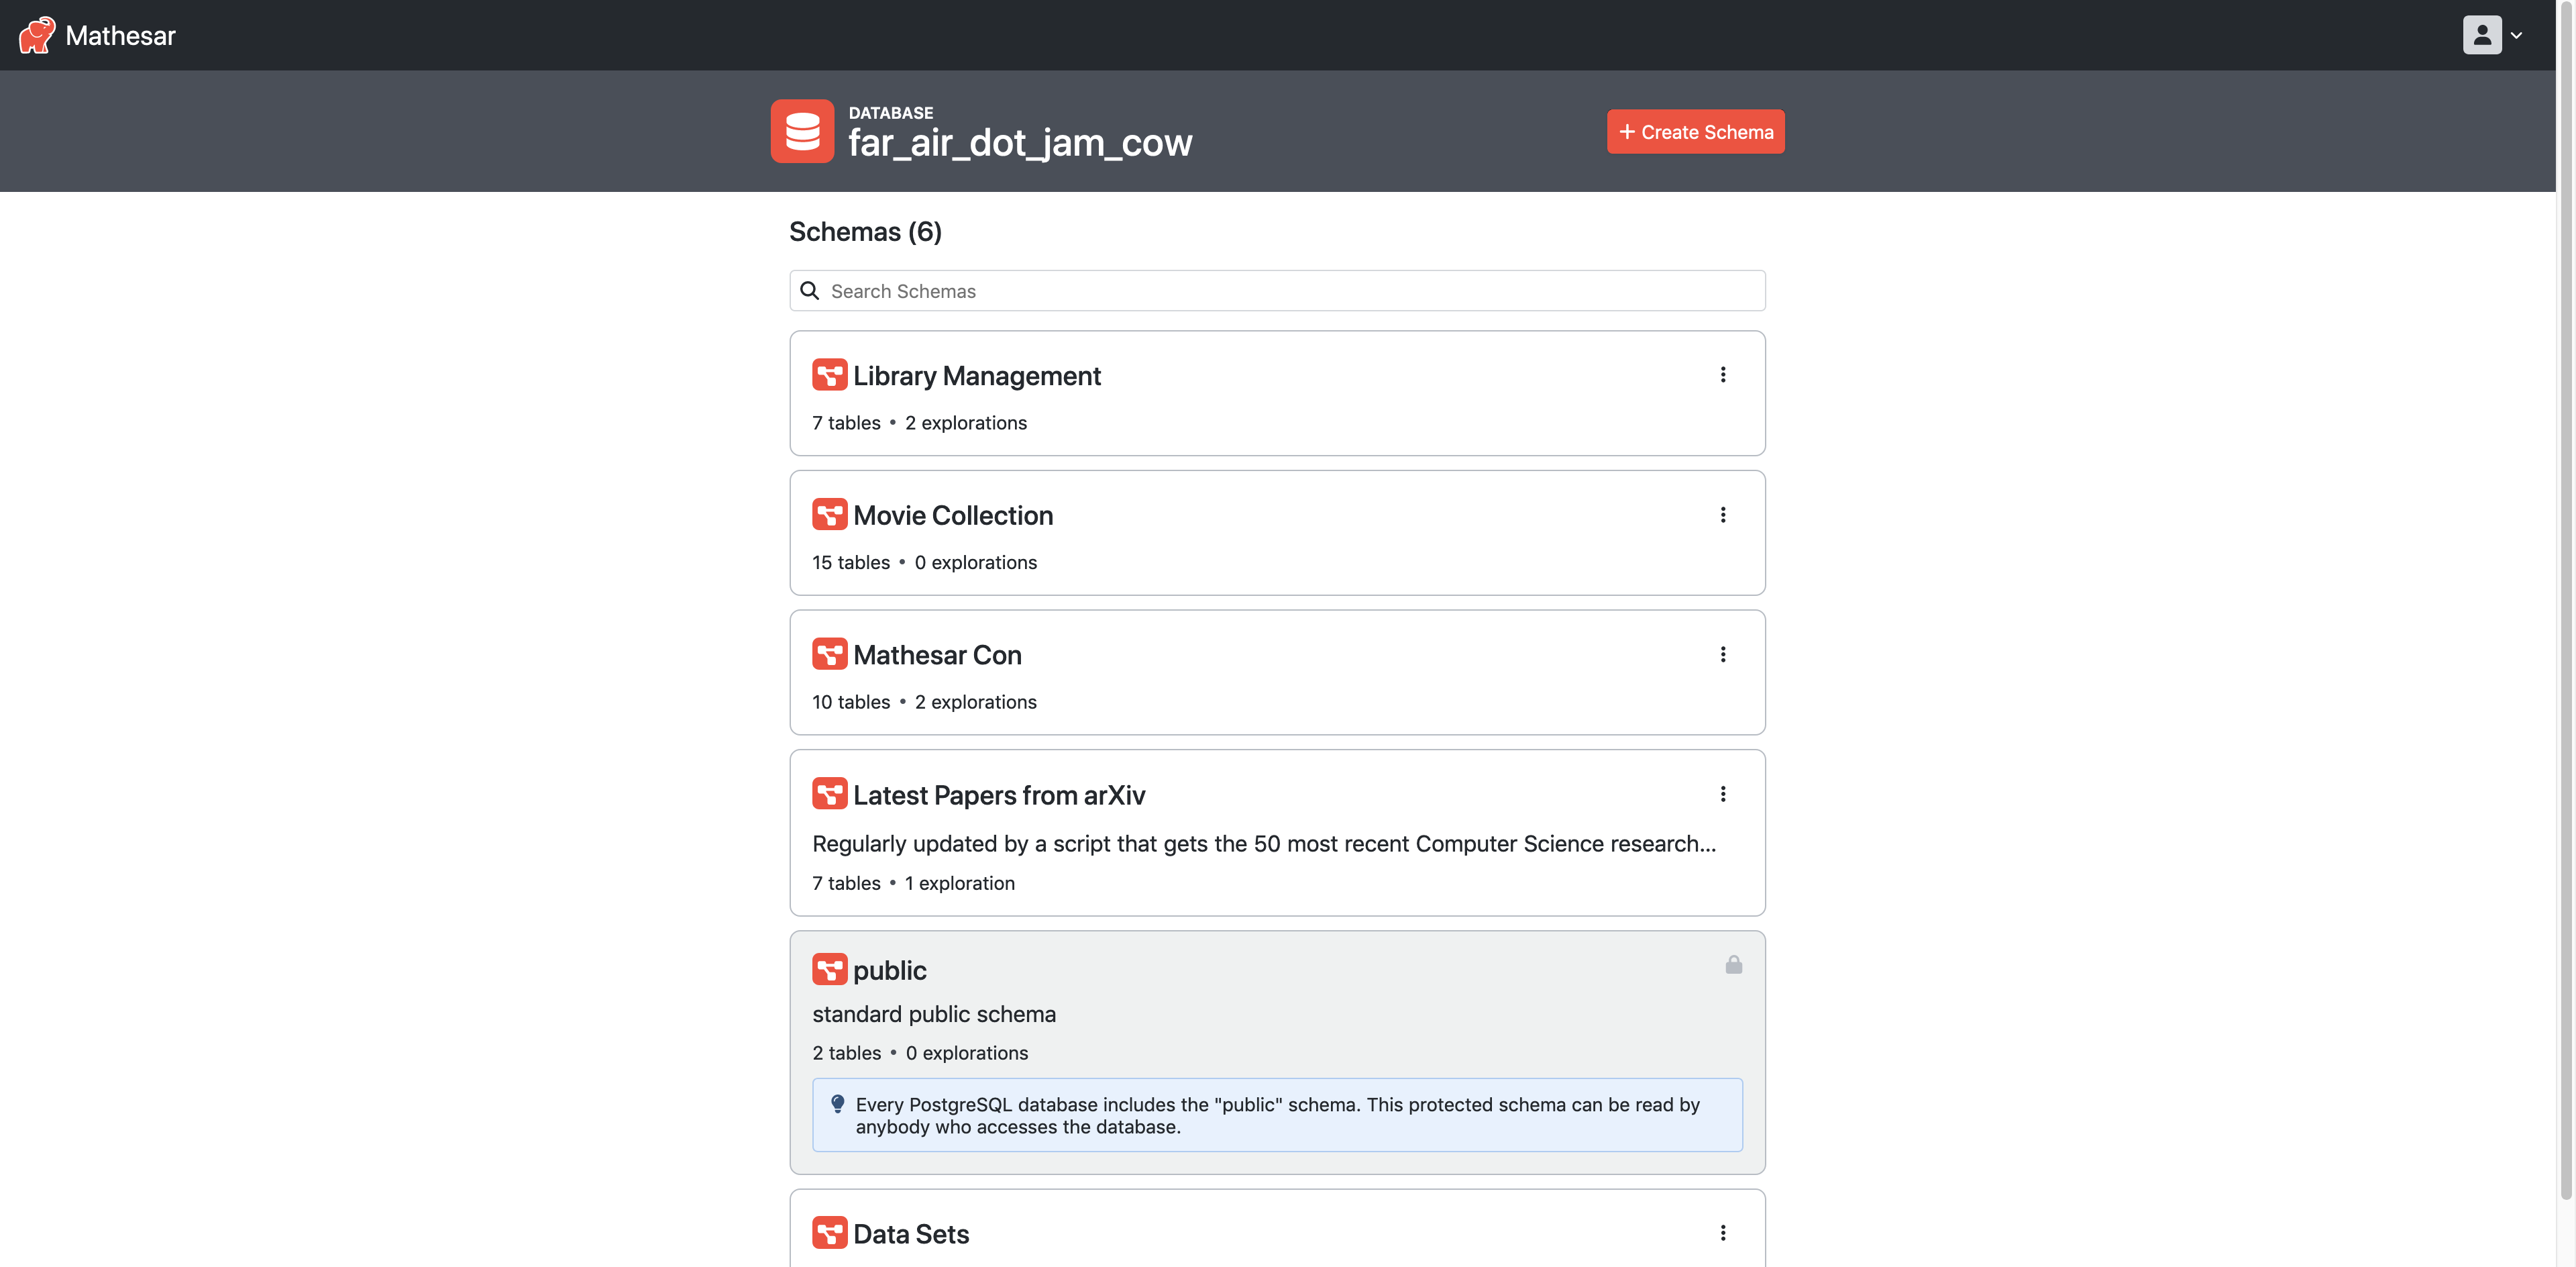 Mathesar
DATABASE
far_air_dot_jam_cow
Create Schema
Schemas (6)
Search Schemas
Library Management
7 tables • 2 explorations
Movie Collection
15 tables • 0 explorations
Mathesar Con
10 tables • 2 explorations
Latest Papers from arXiv
Regularly updated by a script that gets the 50 most recent Computer Science research...
7 tables • 1 exploration
public
standard public schema
2 tables • 0 explorations
Every PostgreSQL database includes the "public" schema. This protected schema can be read by
anybody who accesses the database.
Data Sets